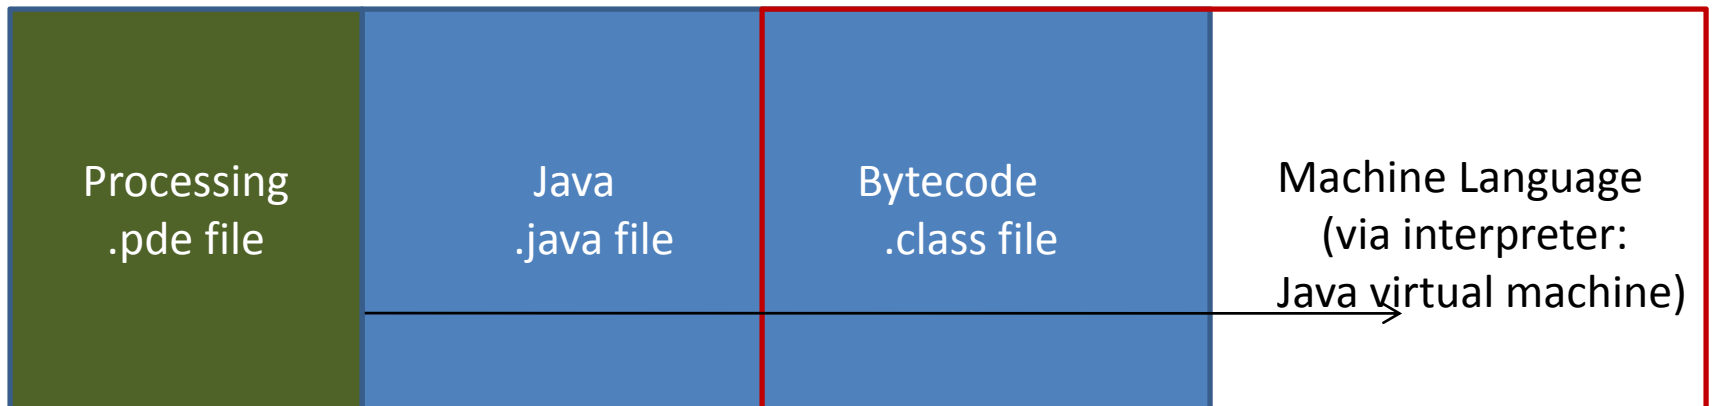 Processing
.pde file
Java
.java file
Bytecode
.class file
Machine Language
(via interpreter:
Java virtual machine)